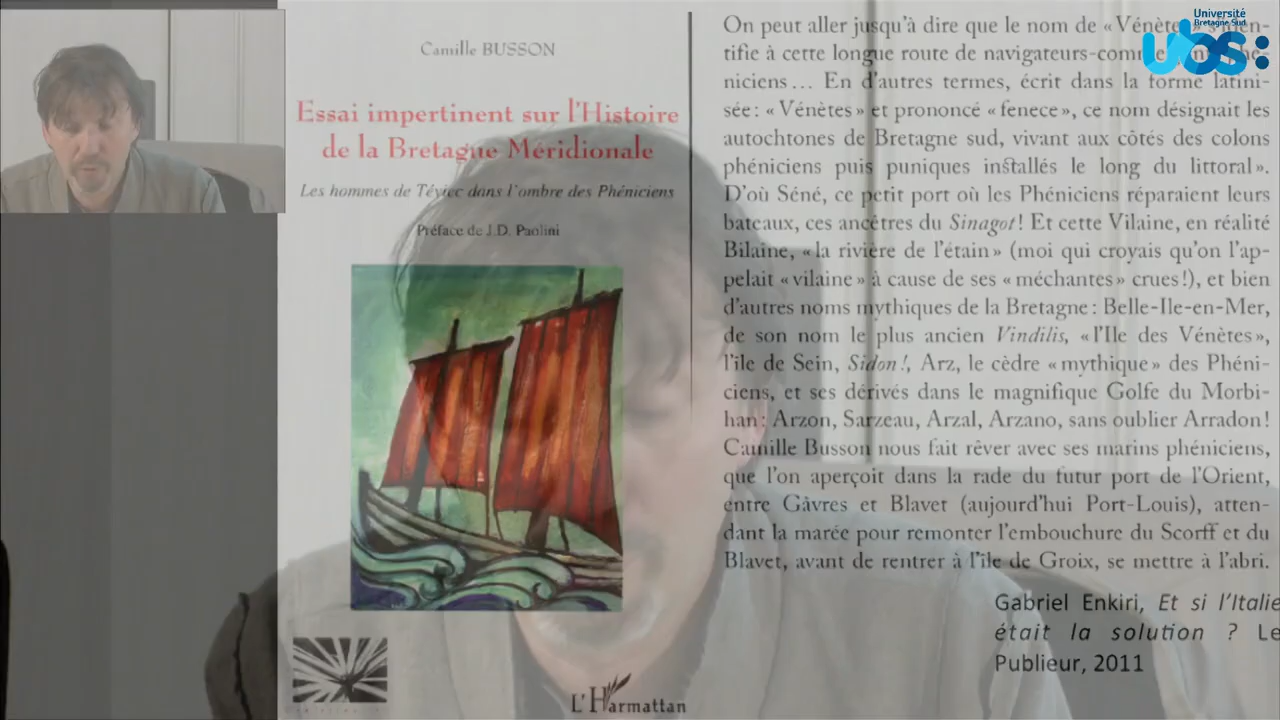 Camille BUSSON
Essai impertinent sur l'Histoire
de la Bretagne Méridionale
Les hommes de Téviec dans l'ombre des Phéniciens
Préface de J.D. Paolini
L'Harmattan
On peut aller jusqu'à dire que le nom de « Vénètes »
tifie à cette longue route de navigateurs-
niciens… En d'autres termes, écrit dans la forme latini-
sée : « Vénètes » et prononcé « fenece », ce nom désignait les
autochtones de Bretagne sud, vivant aux côtés des colons
phéniciens puis puniques installés le long du littoral ».
D'où Séné, ce petit port où les Phéniciens réparaient leurs
bateaux, ces ancêtres du Sinagot ! Et cette Vilaine, en réalité
Bilaine, « la rivière de l'étain » (moi qui croyais qu'on l'ap-
pelait « vilaine » à cause de ses « méchantes » crues !), et bien
d'autres noms mythiques de la Bretagne : Belle-Ile-en-Mer,
de son nom le plus ancien Vindilis, « l'Ile des Vénètes »,
l'île de Sein, Sidon !, Arz, le cèdre « mythique » des Phéni-
ciens, et ses dérivés dans le magnifique Golfe du Morbi-
han : Arzon, Sarzeau, Arzal, Arzano, sans oublier Arradon !
Camille Busson nous fait rêver avec ses marins phéniciens,
que l'on aperçoit dans la rade du futur port de l'Orient,
entre Gâvres et Blavet (aujourd'hui Port-Louis), atten-
dant la marée pour remonter l'embouchure du Scorff et du
Blavet, avant de rentrer à l'île de Groix, se mettre à l'abri.
Gabriel Enkiri, Et si l'Italie
était la solution ? Le
Publieur, 2011
Université
Bretagne Sud
ubs: